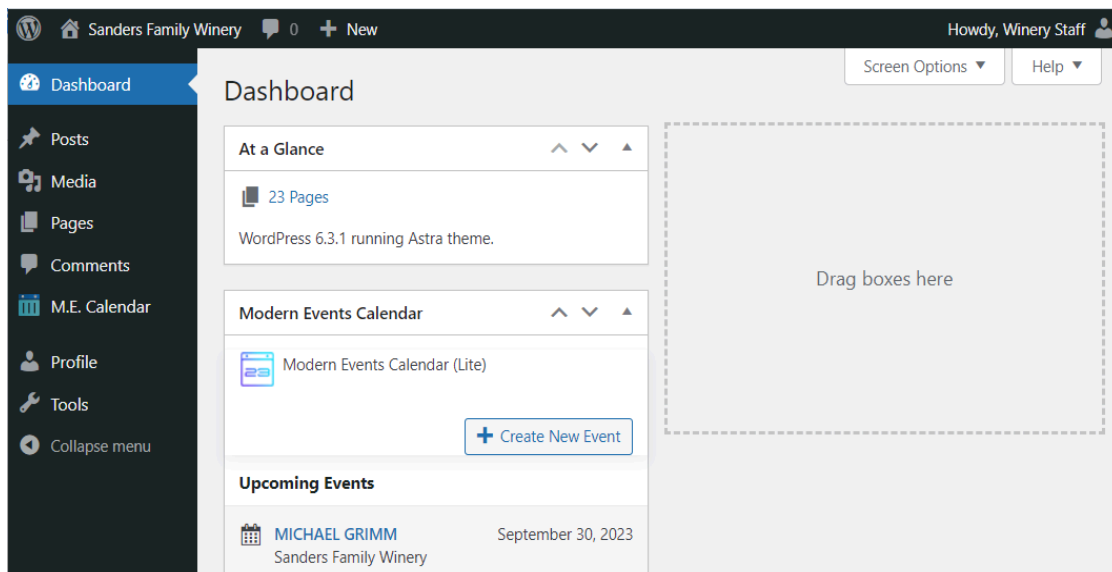 Sanders Family Winery 0 New Howdy, Winery Staff
Screen Options Help
Dashboard
Posts
Media
Pages
Comments
M.E. Calendar
Profile
Tools
Collapse menu
Dashboard
At a Glance
23 Pages
WordPress 6.3.1 running Astra theme.
Modern Events Calendar
23 Modern Events Calendar (Lite)
Create New Event
Upcoming Events
MICHAEL GRIMM September 30, 2023
Sanders Family Winery
Drag boxes here